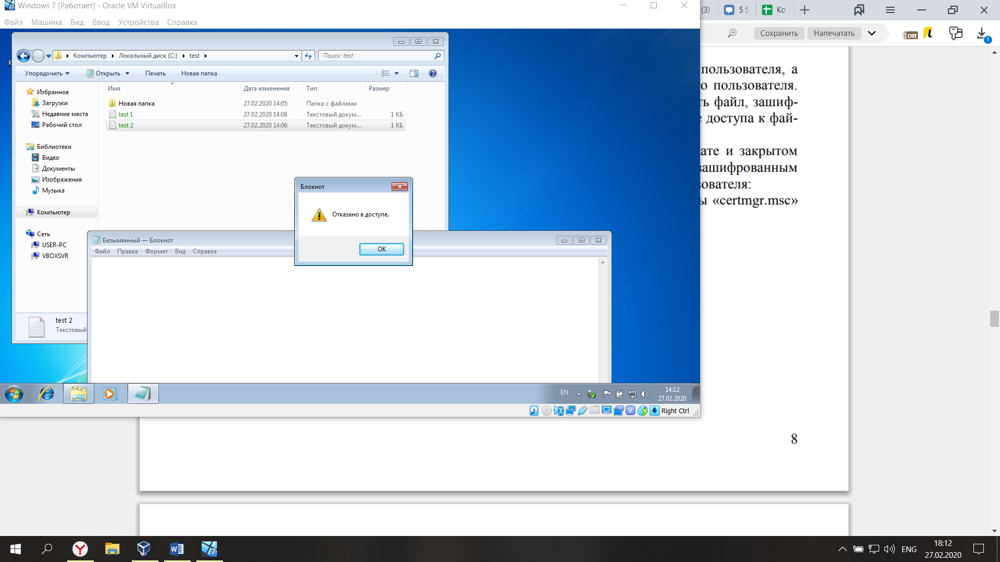 Windows 7 [Работает] - Oracle VM VirtualBox
Файл Машина Вид Ввод Устройства Справка
(3)
5 S
Ко
Сохранить
Напечатать
Off
1
Компьютер
Локальный диск (C:)
test
Поиск: test
Упорядочить
Открыть
Печать
Новая папка
Имя
Дата изменения
Тип
Размер
Новая папка 27.02.2020 14:05 Папка с файлами
test 1 27.02.2020 14:08 Текстовый докум... 1 КБ
test 2 27.02.2020 14:06 Текстовый докум... 1 КБ
Избранное
Загрузки
Недавние места
Рабочий стол
Библиотеки
Видео
Документы
Изображения
Музыка
Компьютер
Сеть
USER-PC
VBOXSVR
test 2
Текстовый
Блокнот
Отказано в доступе.
OK
Безымянный — Блокнот
Файл Правка Формат Вид Справка
EN
14:12
27.02.2020
Right Ctrl
пользователя, а
о пользователя.
ть файл, зашиф-
е доступа к фай-
ате и закрытом
зашифрованным
зователя:
ы «certmgr.msc»
8
ENG
18:12
27.02.2020